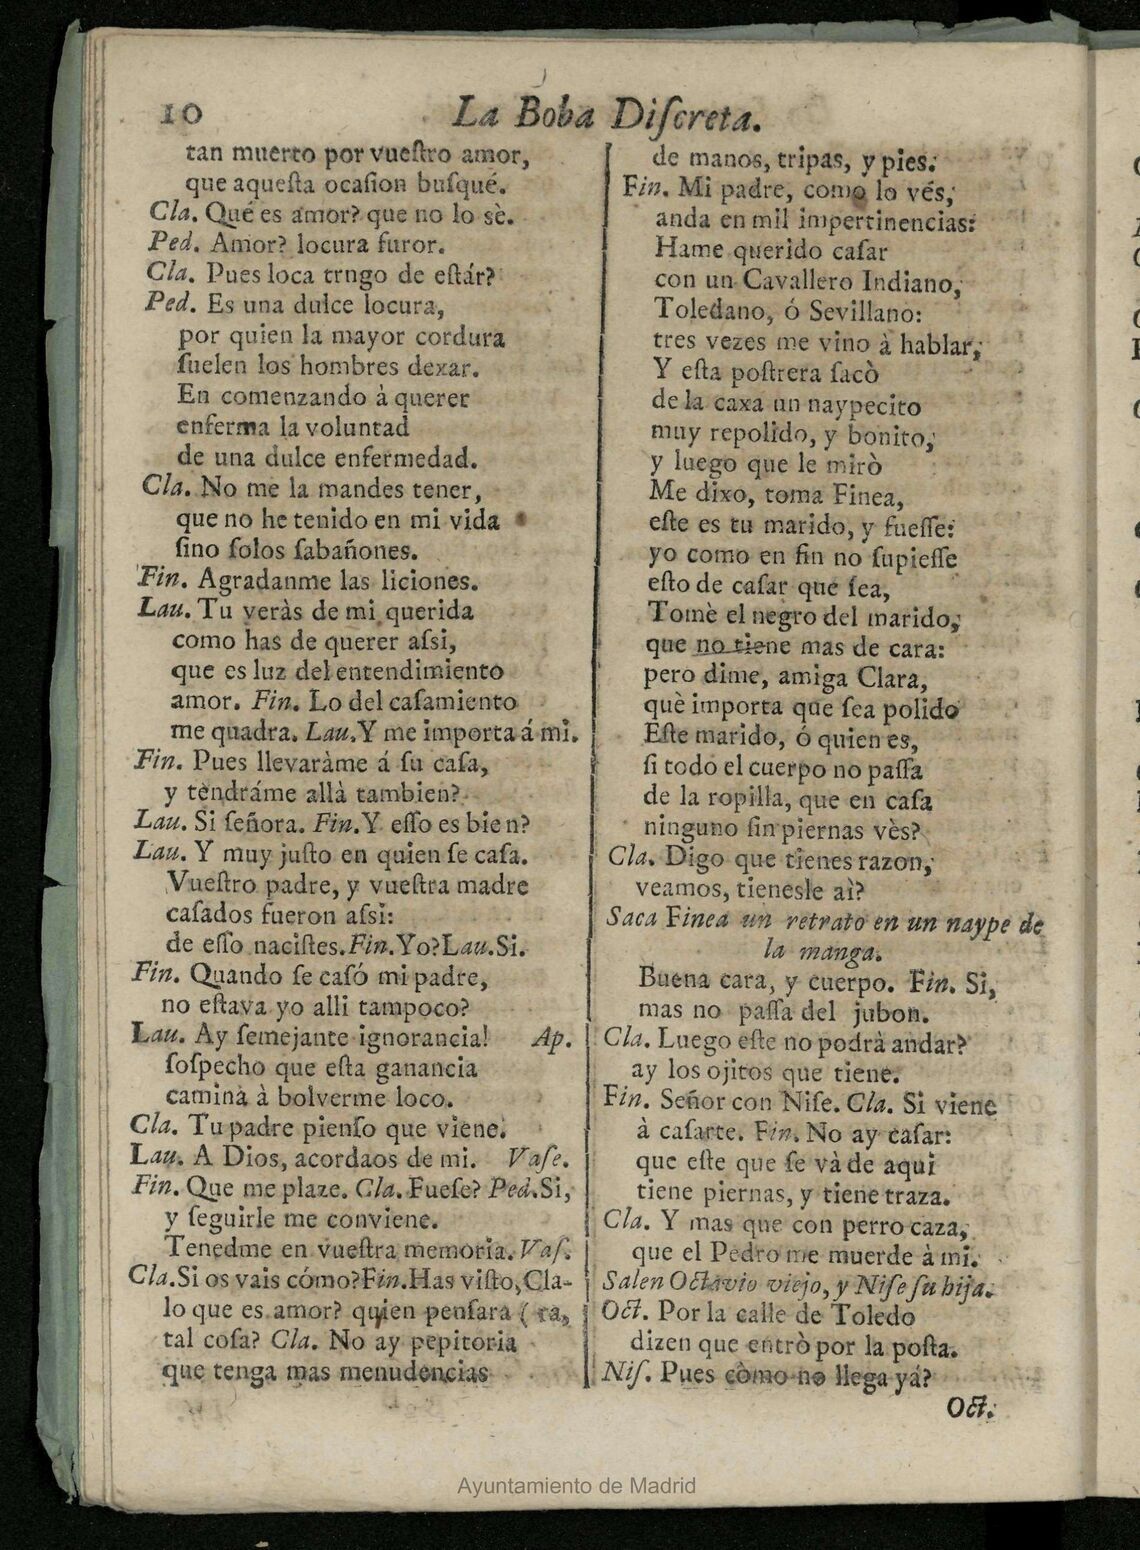 10
La Boba Diſcreta.
tan muerto por vueſtro amor,
que aqueſta ocaſion buſqué.
Cla. Qué es amor? que no lo sè.
Ped. Amor? locura furor.
Cla. Pues loca trngo de eſtár?
Ped. Es una dulce locura,
por quien la mayor cordura
ſuelen los hombres dexar.
En comenzando à querer
enferma la voluntad
de una dulce enfermedad.
Cla. No me la mandes tener,
que no he tenido en mi vida
ſino ſolos ſabañones.
Fin. Agradanme las liciones.
Lau. Tu veràs de mi querida
como has de querer aſsi,
que es luz del entendimiento
amor. Fin. Lo del caſamiento
me quadra. Lau. Y me importa á mi.
Fin. Pues llevaràme á ſu caſa,
y tèndráme allà tambien?
Lau. Si ſeñora. Fin. Y eſſo es bien?
Lau. Y muy juſto en quien ſe caſa.
Vueſtro padre, y vueſtra madre
caſados fueron aſsi:
de eſſo naciſtes. Fin. Yo? Lau. Si.
Fin. Quando ſe casó mi padre,
no eſtava yo alli tampoco?
Lau. Ay ſemejante ignorancia! Ap.
ſoſpecho que eſta ganancia
caminà à bolverme loco.
Cla. Tu padre pienſo que viene.
Lau. A Dios, acordaos de mi. Vaſe.
Fin. Que me plaze. Cla. Fueſe? Ped. Si,
y ſeguirle me conviene.
Tenedme en vueſtra memoria. Vaſ.
Cla. Si os vais cómo? Fin. Has viſto, Cla-
lo que es amor? quien penſara ( ra,
tal coſa? Cla. No ay pepitoria
que tenga mas menudencias
de manos, tripas, y pies.
Fin. Mi padre, como lo vés,
anda en mil impertinencias:
Hame querido caſar
con un Cavallero Indiano,
Toledano, ó Sevillano:
tres vezes me vino à hablar,
Y eſta poſtrera ſacò
de la caxa un naypecito
muy repolido, y bonito,
y luego que le mirò
Me dixo, toma Finea,
eſte es tu marido, y fueſſe:
yo como en fin no ſupieſſe
eſto de caſar que ſea,
Tomè el negro del marido,
que no tiene mas de cara:
pero dime, amiga Clara,
què importa que ſea polido
Eſte marido, ó quien es,
ſi todo el cuerpo no paſſa
de la ropilla, que en caſa
ninguno ſin piernas vès?
Cla. Digo que tienes razon,
veamos, tienesle aì?
Saca Finea un retrato en un naype de
la manga.
Buena cara, y cuerpo. Fin. Si,
mas no paſſa del jubon.
Cla. Luego eſte no podrà andar?
ay los ojitos que tiene.
Fin. Señor con Niſe. Cla. Si viene
à caſarte. Fin. No ay caſar:
que eſte que ſe và de aqui
tiene piernas, y tiene traza.
Cla. Y mas que con perro caza,
que el Pedro me muerde à mi.
Salen Octavio viejo, y Niſe ſu hija.
Oct. Por la calle de Toledo
dizen que entrò por la poſta.
Niſ. Pues còmo no llega yá?
Oct.
Ayuntamiento de Madrid